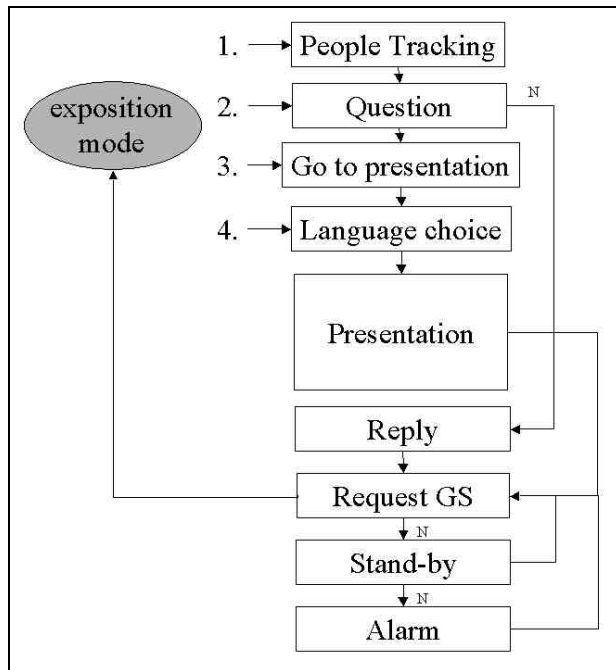 1. People Tracking
2. Question N
exposition
mode
3. Go to presentation
4. Language choice
Presentation
Reply
Request GS
N
Stand-by
N
Alarm